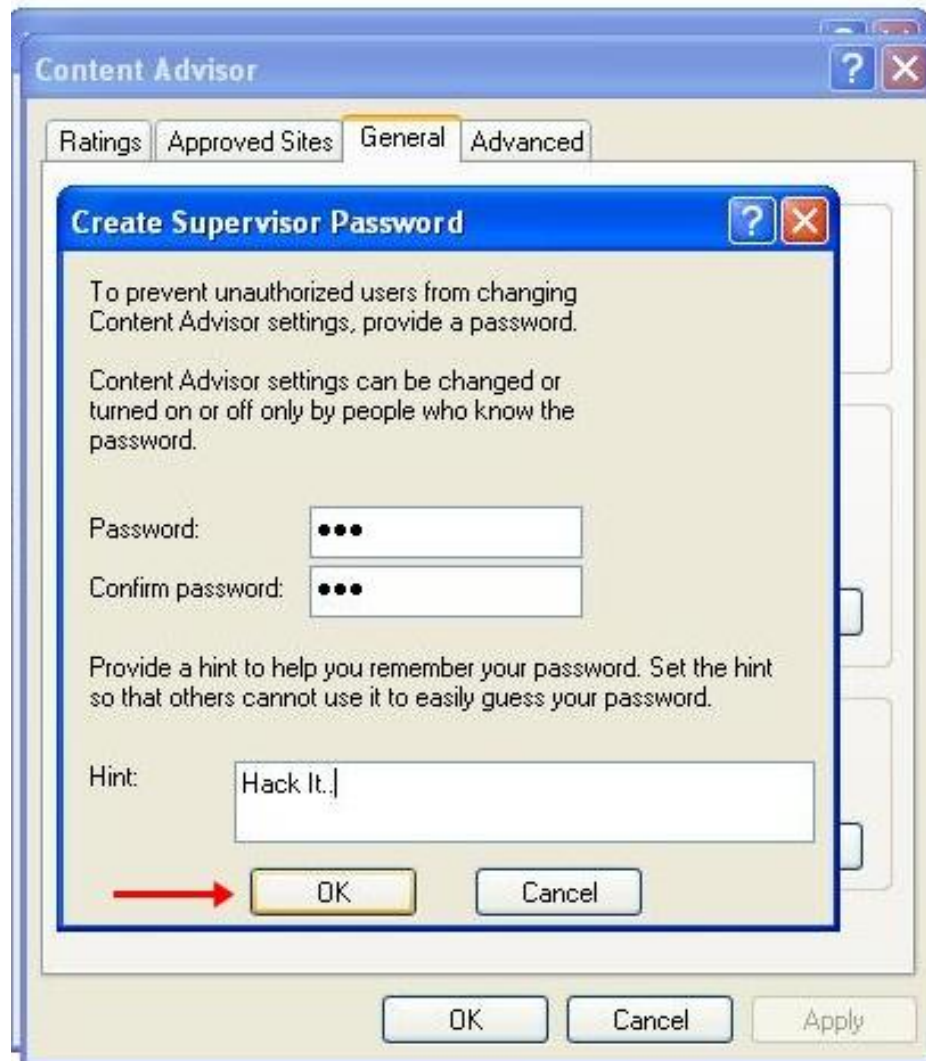 Content Advisor
Ratings Approved Sites General Advanced
Create Supervisor Password
To prevent unauthorized users from changing
Content Advisor settings, provide a password.
Content Advisor settings can be changed or
turned on or off only by people who know the
password.
Password: •••
Confirm password: •••
Provide a hint to help you remember your password. Set the hint
so that others cannot use it to easily guess your password.
Hint: Hack It..
OK Cancel
OK Cancel Apply